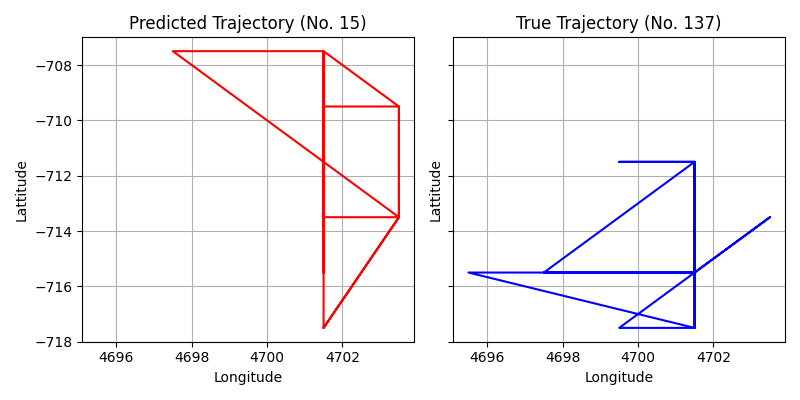 Predicted Trajectory (No. 15)
True Trajectory (No. 137)
−708
−710
−712
−714
−716
−718
Lattitude
Lattitude
4696 4698 4700 4702
4696 4698 4700 4702
Longitude
Longitude